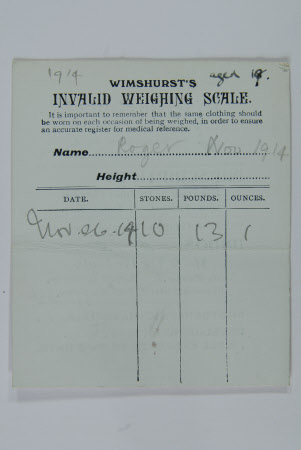 1914 aged 19.
WIMSHURST'S
INVALID WEIGHING SCALE.
It is important to remember that the same clothing should
be worn on each occasion of being weighed, in order to ensure
an accurate register for medical reference.
Name Roger Nov 1914
Height
DATE. STONES. POUNDS. OUNCES.
Nov. 26. 14 10 13 1